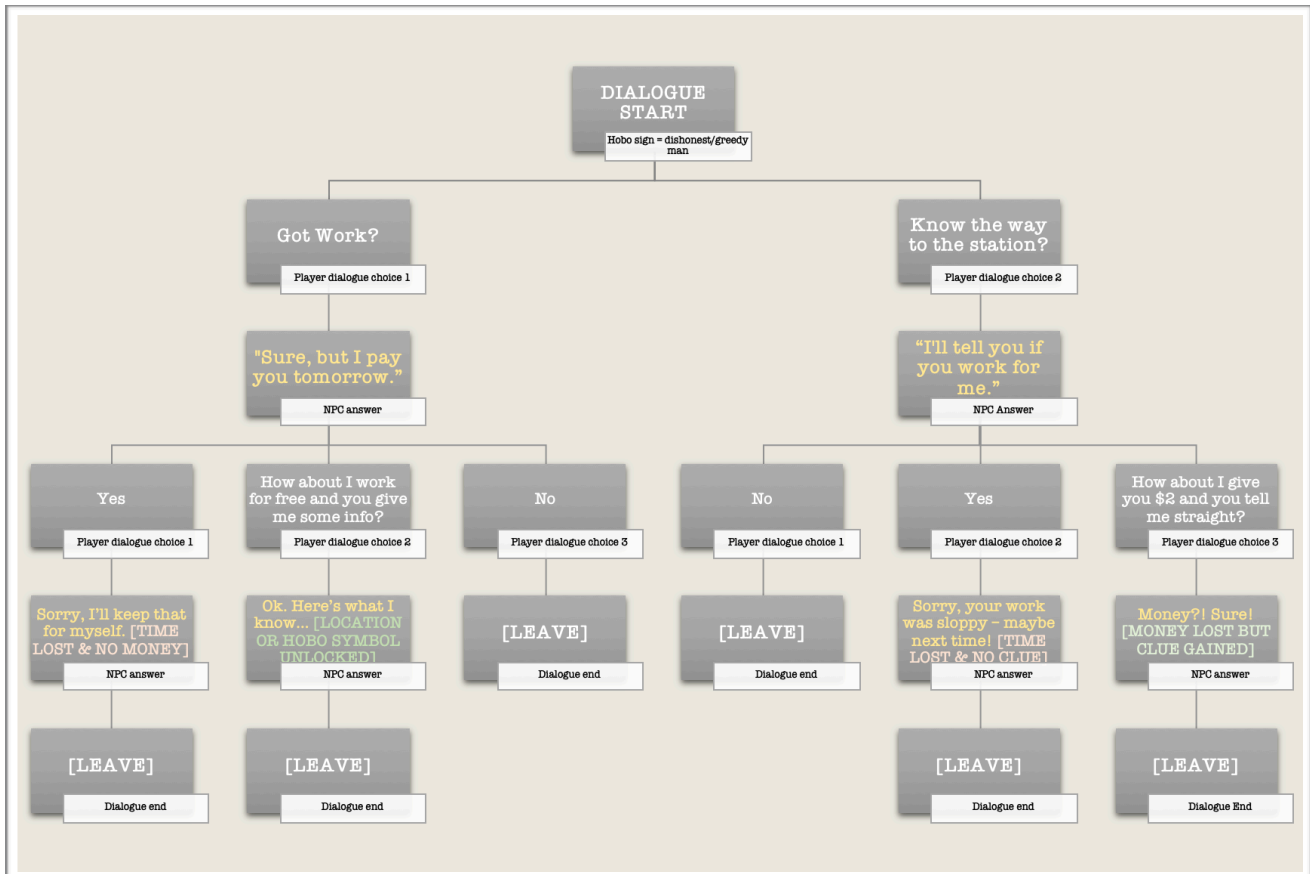 DIALOGUE
START
Hobo sign = dishonest/greedy
man
Got Work?
Player dialogue choice 1
Know the way
to the station?
Player dialogue choice 2
"Sure, but I pay
you tomorrow.”
NPC answer
“I'll tell you if
you work for
me.”
NPC Answer
Yes
Player dialogue choice 1
How about I work
for free and you give
me some info?
Player dialogue choice 2
No
Player dialogue choice 3
No
Player dialogue choice 1
Yes
Player dialogue choice 2
How about I give
you $2 and you tell
me straight?
Player dialogue choice 3
Sorry, I'll keep that
for myself. [TIME
LOST & NO MONEY]
NPC answer
Ok. Here's what I
know... [LOCATION
OR HOBO SYMBOL
UNLOCKED]
NPC answer
[LEAVE]
Dialogue end
[LEAVE]
Dialogue end
Sorry, your work
was sloppy – maybe
next time! [TIME
LOST & NO CLUE]
NPC answer
Money?! Sure!
[MONEY LOST BUT
CLUE GAINED]
NPC answer
[LEAVE]
Dialogue end
[LEAVE]
Dialogue end
[LEAVE]
Dialogue end
[LEAVE]
Dialogue End